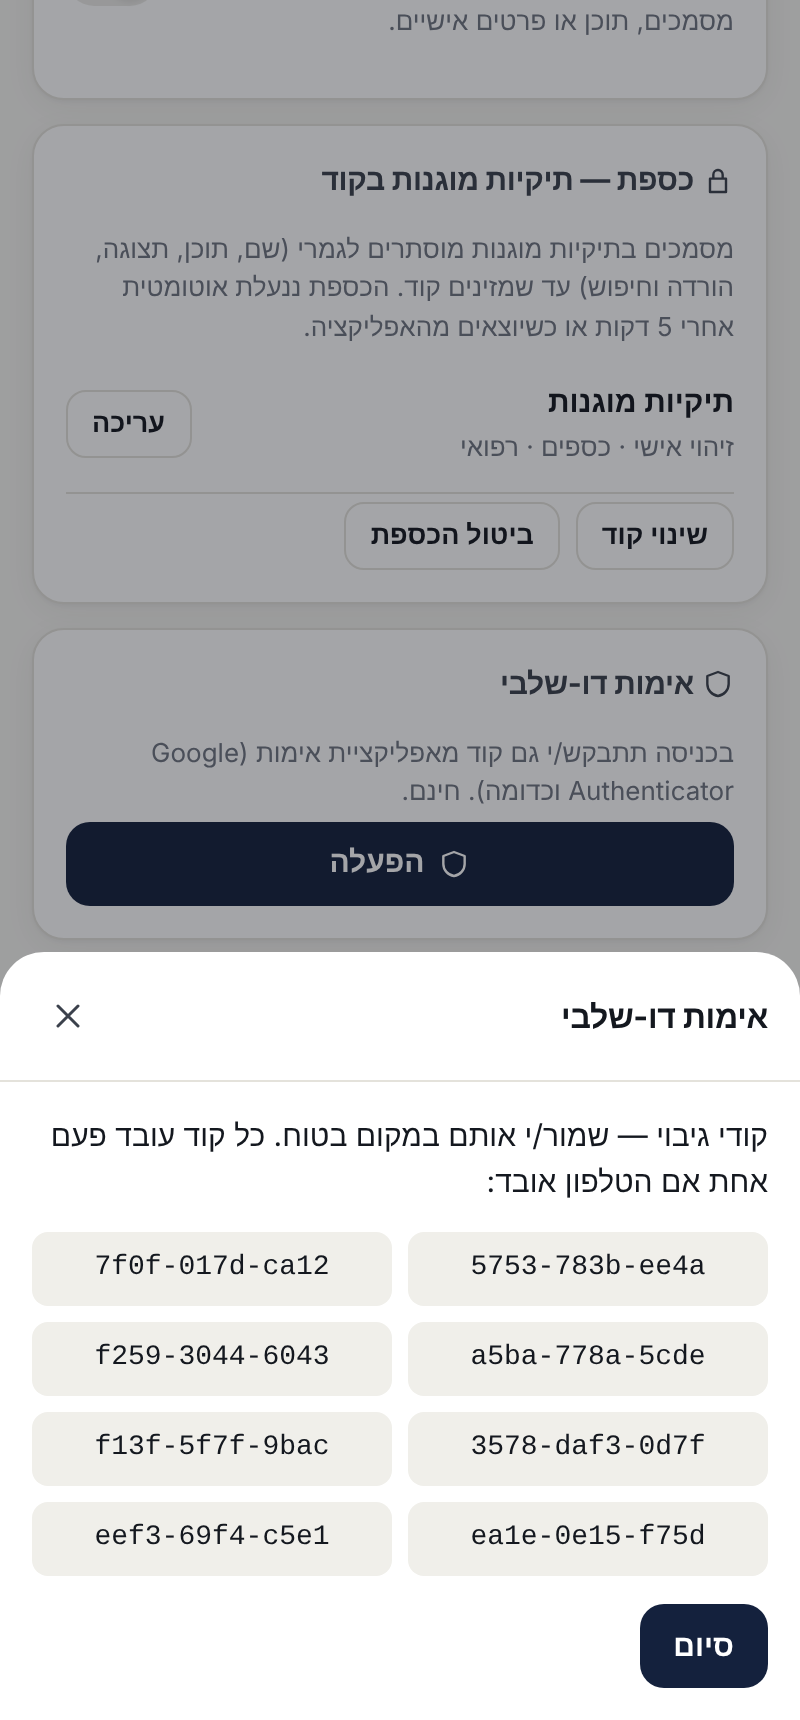 מסמכים, תוכן או פרטים אישיים.
כספת — תיקיות מוגנות בקוד
מסמכים בתיקיות מוגנות מוסתרים לגמרי (שם, תוכן, תצוגה,
הורדה וחיפוש) עד שמזינים קוד. הכספת ננעלת אוטומטית
אחרי 5 דקות או כשיוצאים מהאפליקציה.
תיקיות מוגנות
זיהוי אישי · כספים · רפואי
עריכה
שינוי קוד
ביטול הכספת
אימות דו-שלבי
בכניסה תתבקש/י גם קוד מאפליקציית אימות (Google
Authenticator וכדומה). חינם.
הפעלה
אימות דו-שלבי
קודי גיבוי — שמור/י אותם במקום בטוח. כל קוד עובד פעם
אחת אם הטלפון אובד:
5753-783b-ee4a
7f0f-017d-ca12
a5ba-778a-5cde
f259-3044-6043
3578-daf3-0d7f
f13f-5f7f-9bac
ea1e-0e15-f75d
eef3-69f4-c5e1
סיום